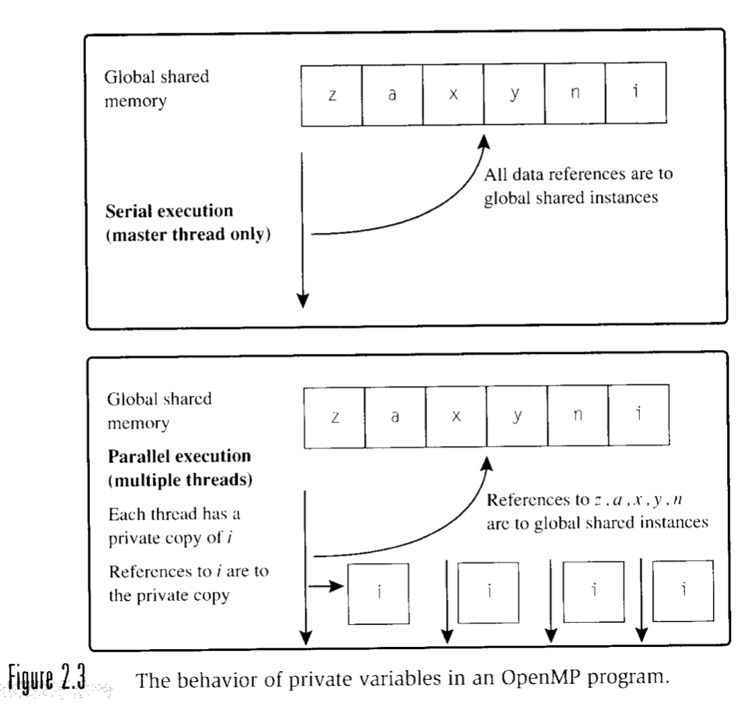 Global shared
memory
z a x y n i
All data references are to
global shared instances
Serial execution
(master thread only)
Global shared
memory
z a x y n i
Parallel execution
(multiple threads)
Each thread has a
private copy of i
References to z, a, x, y, n
are to global shared instances
References to i are to
the private copy
i i i i
Figure 2.3 The behavior of private variables in an OpenMP program.